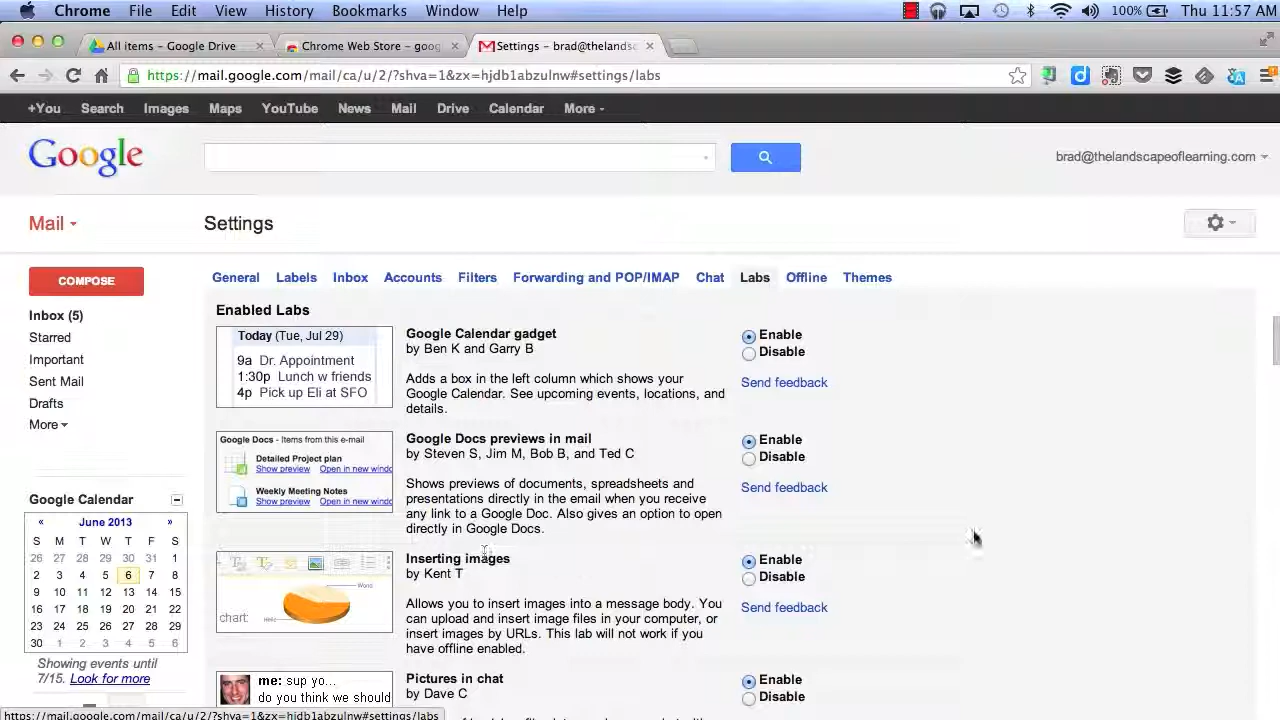 Chrome File Edit View History Bookmarks Window Help 100% Thu 11:57 AM
All items - Google Drive × Chrome Web Store - goog × Settings - brad@thelandsc ×
https://mail.google.com/mail/ca/u/2/?shva=1&zx=hjdb1abzulnw#settings/labs
+You Search Images Maps YouTube News Mail Drive Calendar More
Google
brad@thelandscapeoflearning.com
Mail Settings
COMPOSE
Inbox (5)
Starred
Important
Sent Mail
Drafts
More
Google Calendar
« June 2013 »
S M T W T F S
26 27 28 29 30 31 1
2 3 4 5 6 7 8
9 10 11 12 13 14 15
16 17 18 19 20 21 22
23 24 25 26 27 28 29
30 1 2 3 4 5 6
Showing events until
7/15. Look for more
General Labels Inbox Accounts Filters Forwarding and POP/IMAP Chat Labs Offline Themes
Enabled Labs
Today (Tue, Jul 29)
9a Dr. Appointment
1:30p Lunch w friends
4p Pick up Eli at SFO
Google Calendar gadget
by Ben K and Garry B
Adds a box in the left column which shows your
Google Calendar. See upcoming events, locations, and
details.
Enable
Disable
Send feedback
Google Docs - Items from this e-mail
Detailed Project plan
Show preview Open in new windo
Weekly Meeting Notes
Show preview Open in new windo
Google Docs previews in mail
by Steven S, Jim M, Bob B, and Ted C
Shows previews of documents, spreadsheets and
presentations directly in the email when you receive
any link to a Google Doc. Also gives an option to open
directly in Google Docs.
Enable
Disable
Send feedback
chart:
Inserting images
by Kent T
Allows you to insert images into a message body. You
can upload and insert image files in your computer, or
insert images by URLs. This lab will not work if you
have offline enabled.
Enable
Disable
Send feedback
me: sup yo...
do you think we should
Pictures in chat
by Dave C
Enable
Disable
https://mail.google.com/mail/ca/u/2/?shva=1&zx=hjdb1abzulnw#settings/labs